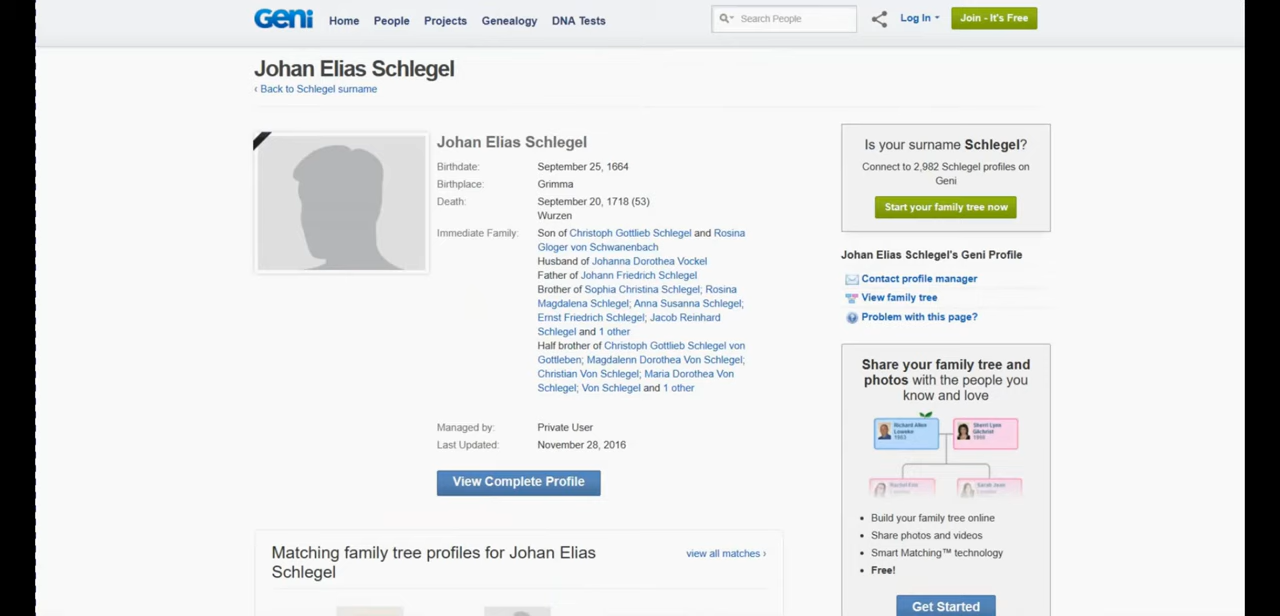 Geni Home People Projects Genealogy DNA Tests Search People Log In Join - It's Free
Johan Elias Schlegel
‹ Back to Schlegel surname
Johan Elias Schlegel
Birthdate: September 25, 1664
Birthplace: Grimma
Death: September 20, 1718 (53)
Wurzen
Immediate Family: Son of Christoph Gottlieb Schlegel and Rosina
Gloger von Schwanenbach
Husband of Johanna Dorothea Vockel
Father of Johann Friedrich Schlegel
Brother of Sophia Christina Schlegel; Rosina
Magdalena Schlegel; Anna Susanna Schlegel;
Ernst Friedrich Schlegel; Jacob Reinhard
Schlegel and 1 other
Half brother of Christoph Gottlieb Schlegel von
Gottleben; Magdalenn Dorothea Von Schlegel;
Christian Von Schlegel; Maria Dorothea Von
Schlegel; Von Schlegel and 1 other
Managed by: Private User
Last Updated: November 28, 2016
View Complete Profile
Matching family tree profiles for Johan Elias
Schlegel
view all matches ›
Is your surname Schlegel?
Connect to 2,982 Schlegel profiles on
Geni
Start your family tree now
Johan Elias Schlegel's Geni Profile
Contact profile manager
View family tree
Problem with this page?
Share your family tree and
photos with the people you
know and love
• Build your family tree online
• Share photos and videos
• Smart Matching™ technology
• Free!
Get Started